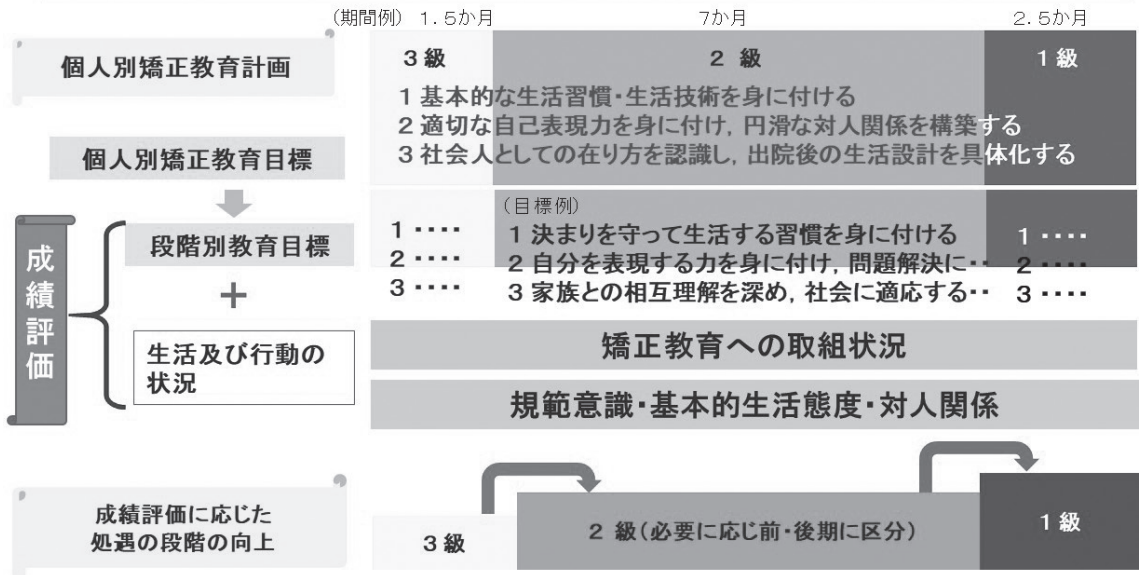 (期間例) 1.5か月 7か月 2.5か月
個人別矯正教育計画
3級 2 級 1級
1 基本的な生活習慣・生活技術を身に付ける
2 適切な自己表現力を身に付け,円滑な対人関係を構築する
3 社会人としての在り方を認識し,出院後の生活設計を具体化する
個人別矯正教育目標
成績評価
段階別教育目標
+
生活及び行動の
状況
1 ‥‥
2 ‥‥
3 ‥‥
(目標例)
1 決まりを守って生活する習慣を身に付ける
2 自分を表現する力を身に付け,問題解決に‥
3 家族との相互理解を深め,社会に適応する‥
1 ‥‥
2 ‥‥
3 ‥‥
矯正教育への取組状況
規範意識・基本的生活態度・対人関係
成績評価に応じた
処遇の段階の向上
3級
2 級(必要に応じ前・後期に区分)
1級